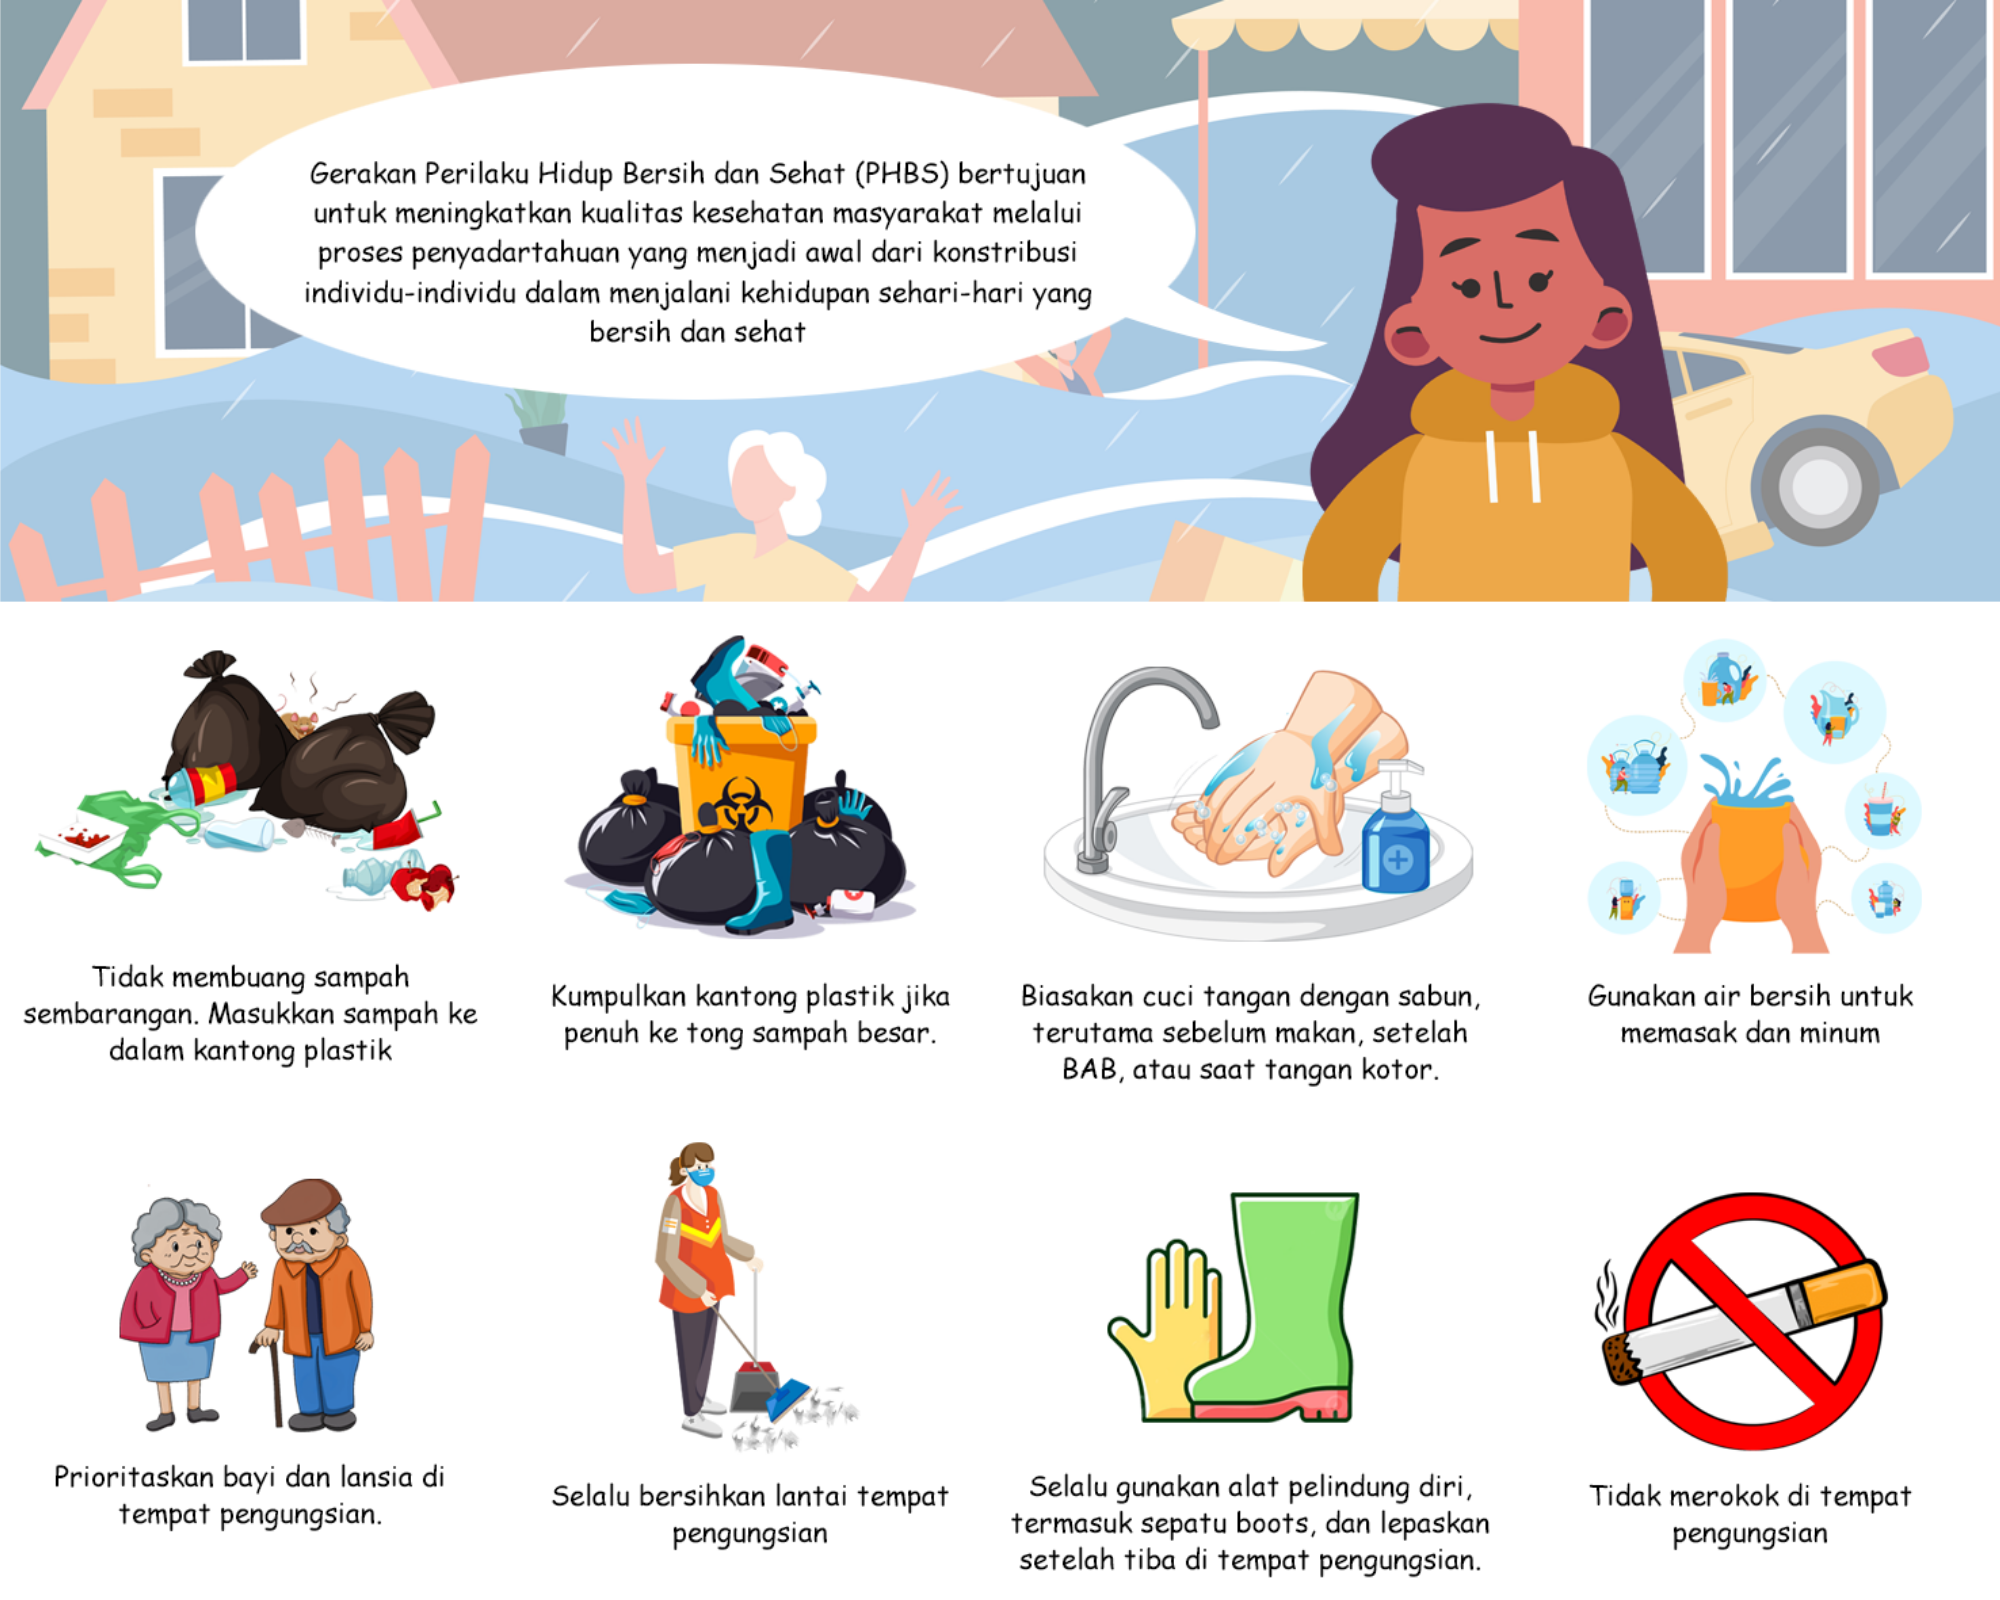 Gerakan Perilaku Hidup Bersih dan Sehat (PHBS) bertujuan
untuk meningkatkan kualitas kesehatan masyarakat melalui
proses penyadartahuan yang menjadi awal dari konstribusi
individu-individu dalam menjalani kehidupan sehari-hari yang
bersih dan sehat
Tidak membuang sampah
sembarangan. Masukkan sampah ke
dalam kantong plastik
Kumpulkan kantong plastik jika
penuh ke tong sampah besar.
Biasakan cuci tangan dengan sabun,
terutama sebelum makan, setelah
BAB, atau saat tangan kotor.
Gunakan air bersih untuk
memasak dan minum
Prioritaskan bayi dan lansia di
tempat pengungsian.
Selalu bersihkan lantai tempat
pengungsian
Selalu gunakan alat pelindung diri,
termasuk sepatu boots, dan lepaskan
setelah tiba di tempat pengungsian.
Tidak merokok di tempat
pengungsian